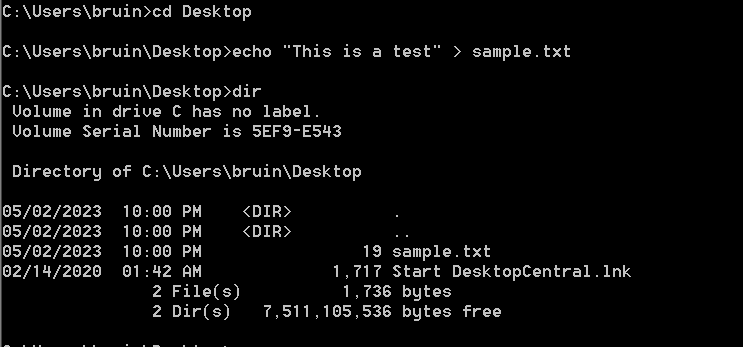 C:\Users\bruin>cd Desktop
C:\Users\bruin\Desktop>echo "This is a test" > sample.txt
C:\Users\bruin\Desktop>dir
 Volume in drive C has no label.
 Volume Serial Number is 5EF9-E543
 Directory of C:\Users\bruin\Desktop
05/02/2023  10:00 PM    <DIR>          .
05/02/2023  10:00 PM    <DIR>          ..
05/02/2023  10:00 PM                19 sample.txt
02/14/2020  01:42 AM             1,717 Start DesktopCentral.lnk
               2 File(s)          1,736 bytes
               2 Dir(s)   7,511,105,536 bytes free